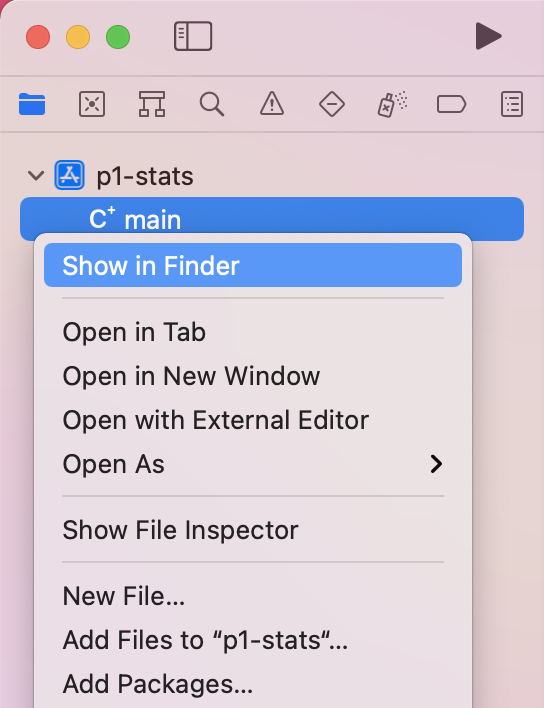 p1-stats
C+ main
Show in Finder
Open in Tab
Open in New Window
Open with External Editor
Open As
Show File Inspector
New File...
Add Files to “p1-stats“...
Add Packages...